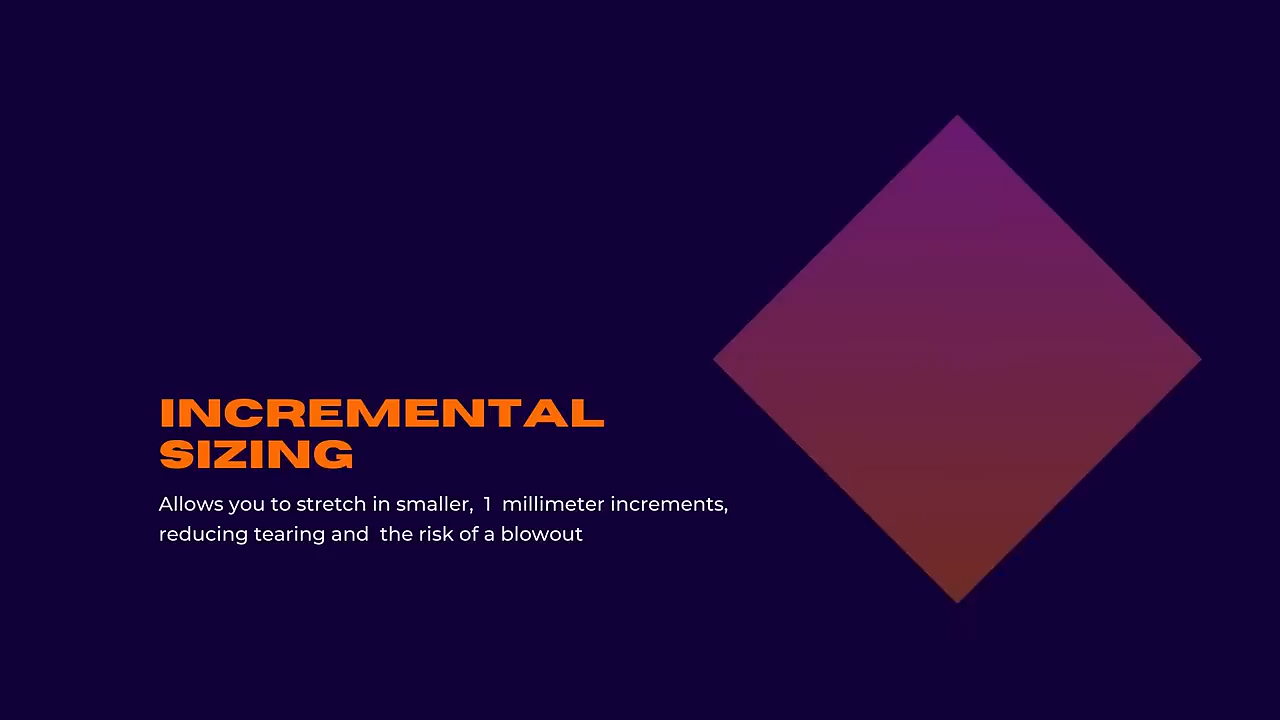 INCREMENTAL
SIZING
Allows you to stretch in smaller,  1  millimeter increments,
reducing tearing and  the risk of a blowout